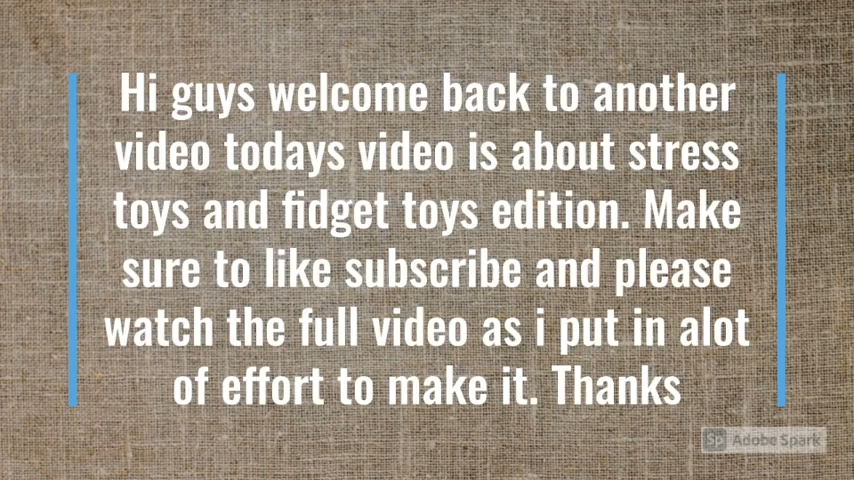 Hi guys welcome back to another
video todays video is about stress
toys and fidget toys edition. Make
sure to like subscribe and please
watch the full video as i put in alot
of effort to make it. Thanks
Sp Adobe Spark